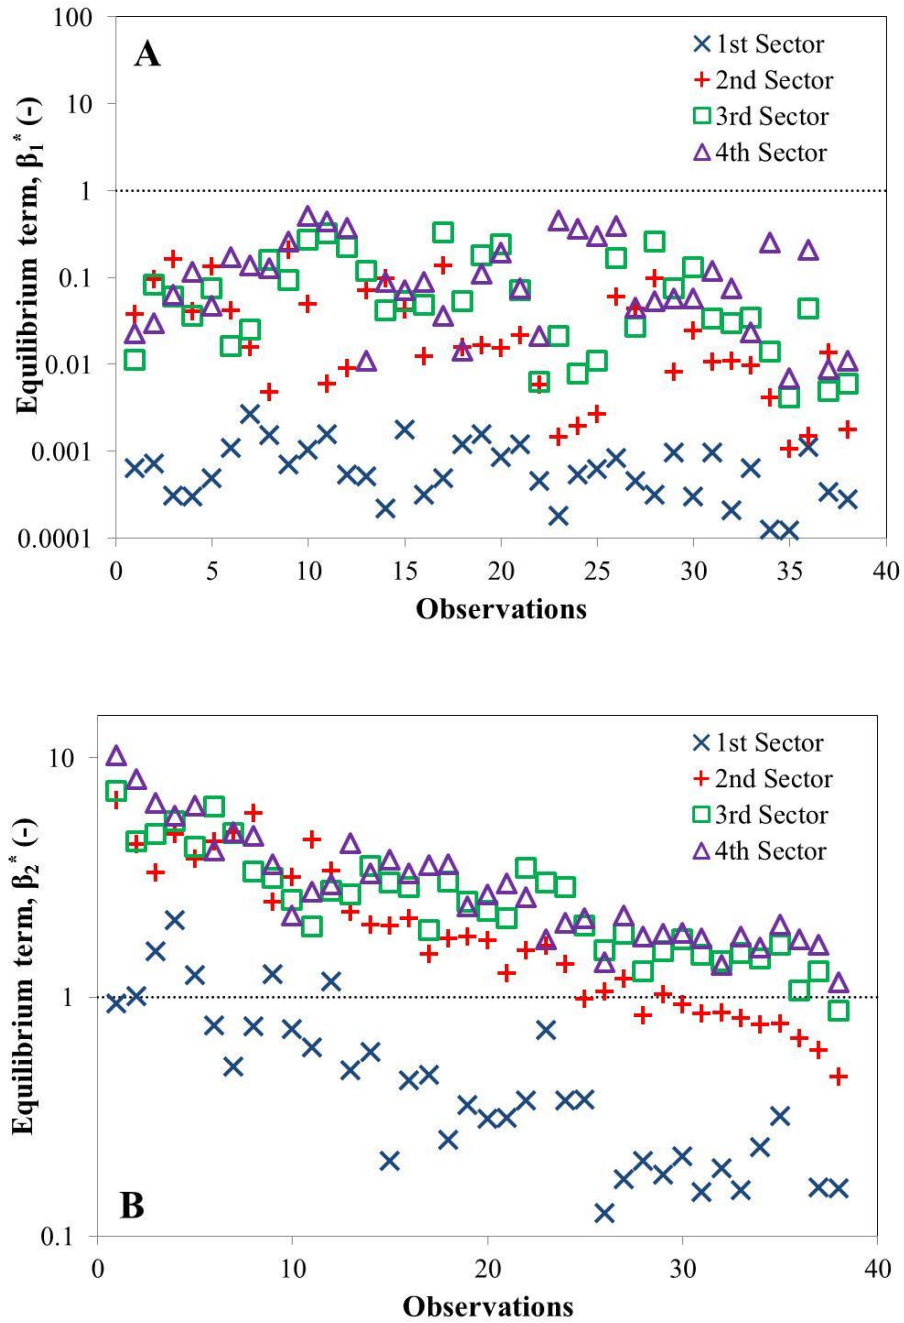 100
10
1
0.1
0.01
0.001
0.0001
Equilibrium term, β₁* (-)
A
1st Sector
2nd Sector
3rd Sector
4th Sector
0 5 10 15 20 25 30 35 40
Observations
10
1
0.1
Equilibrium term, β₂* (-)
1st Sector
2nd Sector
3rd Sector
4th Sector
B
0 10 20 30 40
Observations